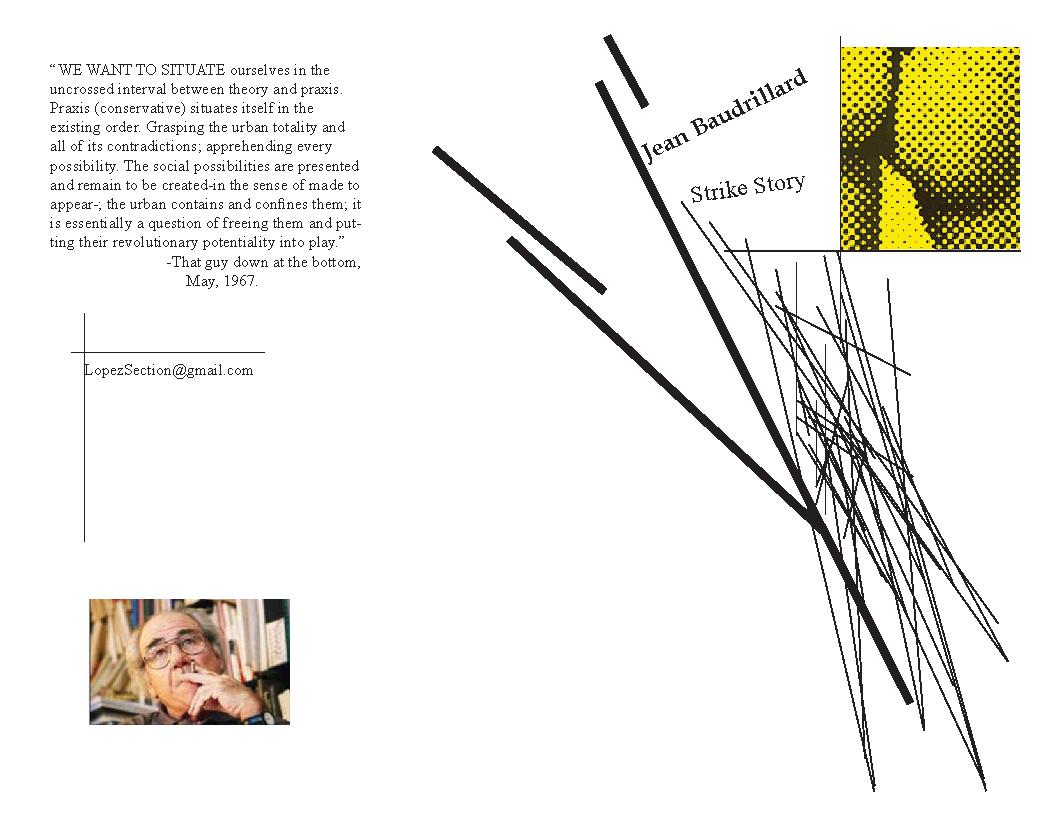 “WE WANT TO SITUATE ourselves in the
uncrossed interval between theory and praxis.
Praxis (conservative) situates itself in the
existing order. Grasping the urban totality and
all of its contradictions; apprehending every
possibility. The social possibilities are presented
and remain to be created-in the sense of made to
appear-; the urban contains and confines them; it
is essentially a question of freeing them and put-
ting their revolutionary potentiality into play.”
-That guy down at the bottom,
May, 1967.
LopezSection@gmail.com
Jean Baudrillard
Strike Story